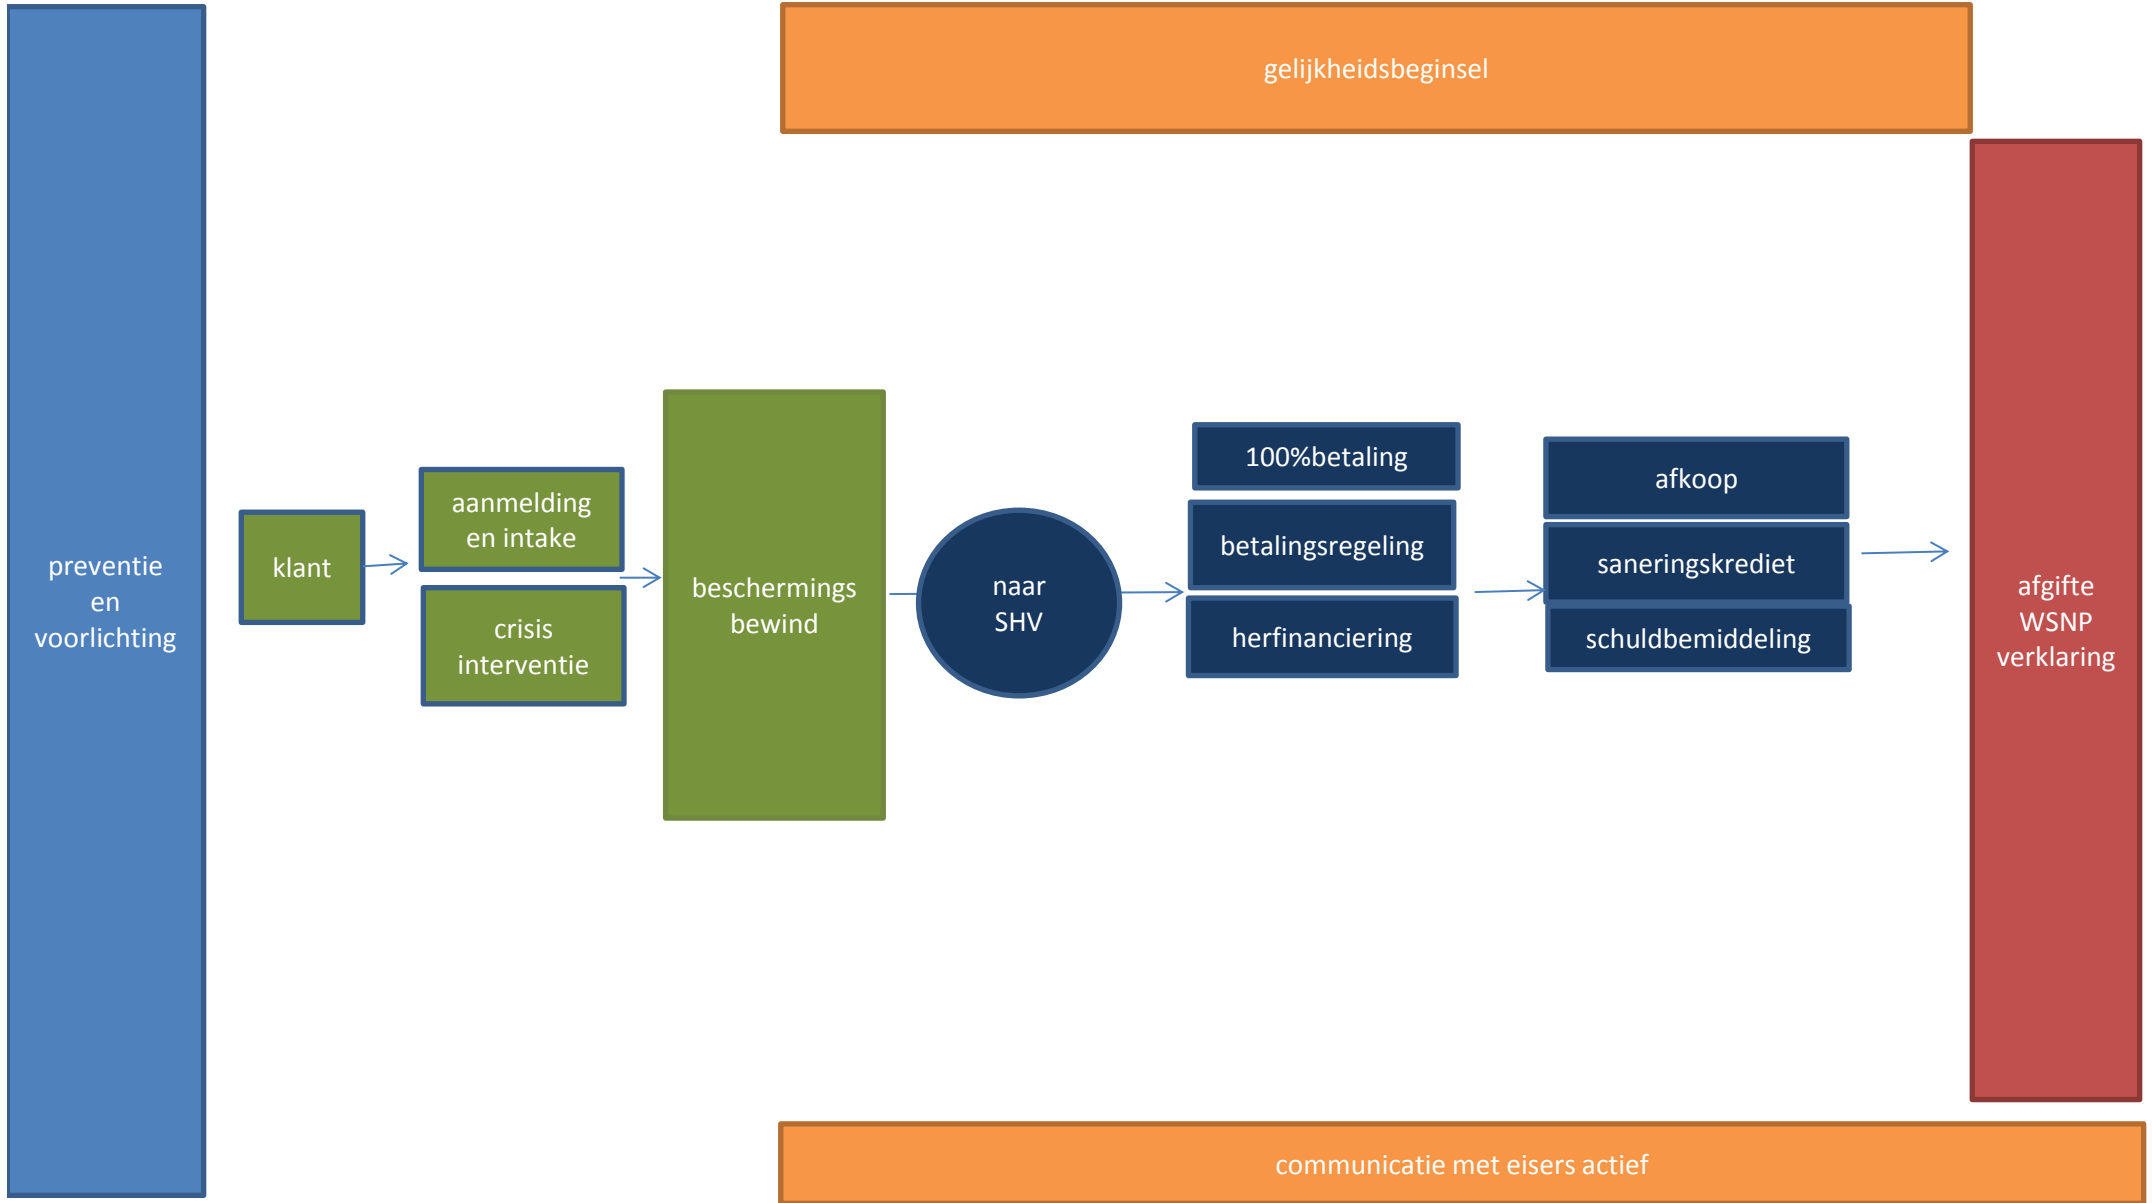 gelijkheidsbeginsel
preventie
en
voorlichting
klant
aanmelding
en intake
crisis
interventie
beschermings
bewind
naar
SHV
100%betaling
betalingsregeling
herfinanciering
afkoop
saneringskrediet
schuldbemiddeling
afgifte
WSNP
verklaring
communicatie met eisers actief